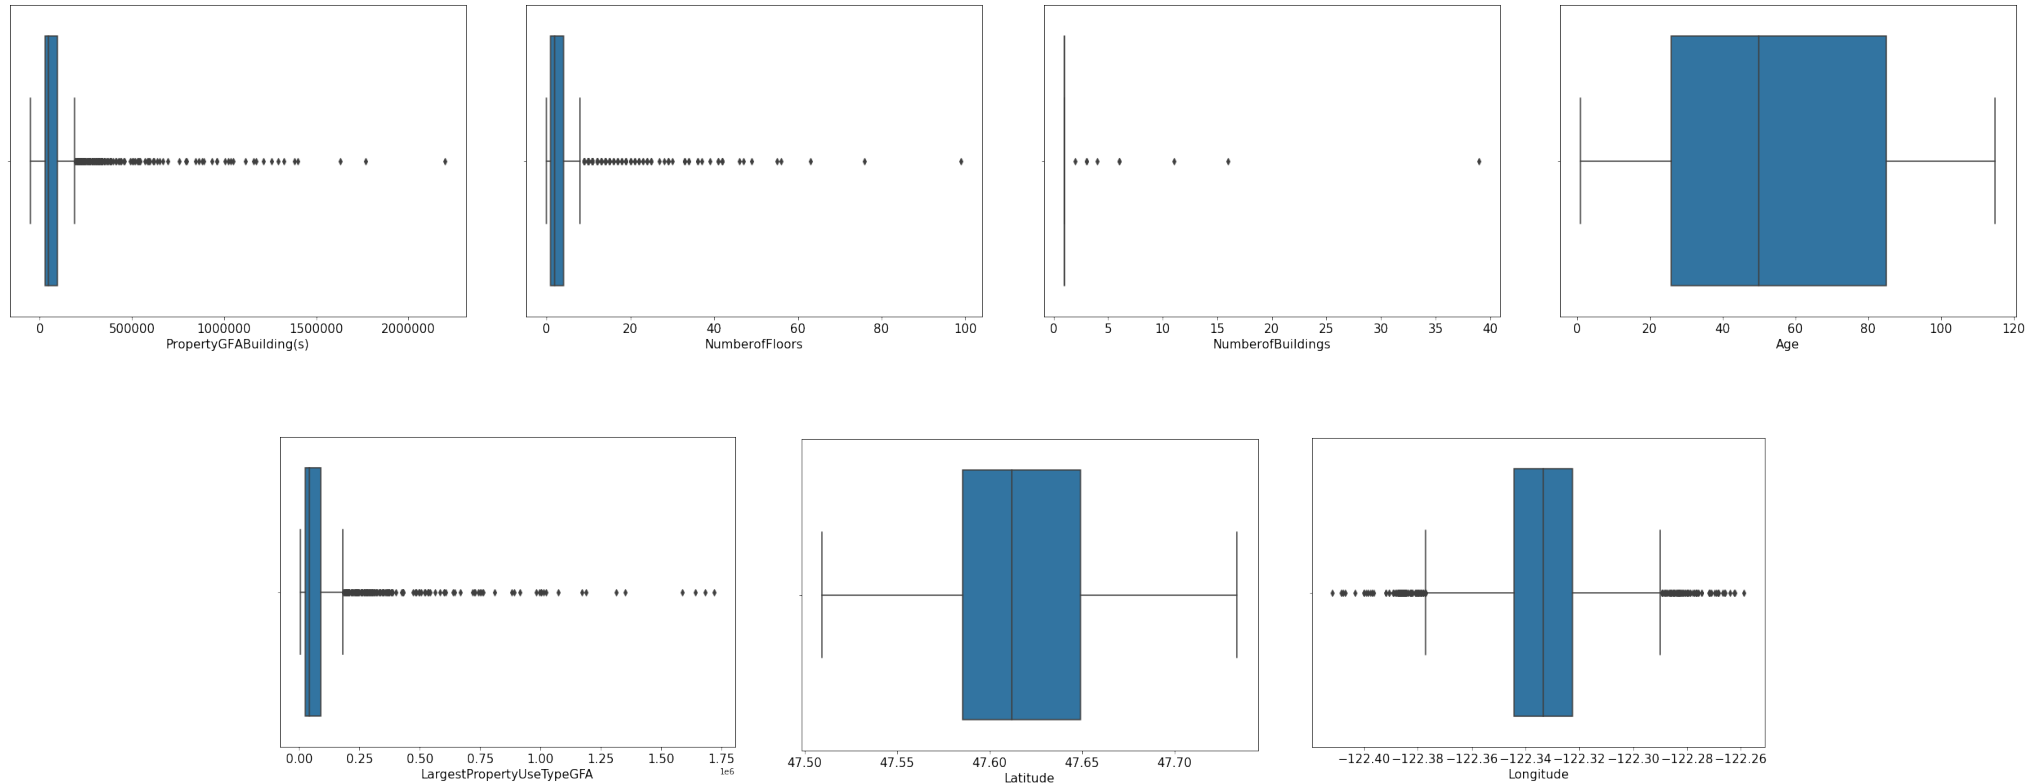 0 500000 1000000 1500000 2000000
PropertyGFABuilding(s)
0 20 40 60 80 100
NumberofFloors
0 5 10 15 20 25 30 35 40
NumberofBuildings
0 20 40 60 80 100 120
Age
0.00 0.25 0.50 0.75 1.00 1.25 1.50 1.75
1e6
LargestPropertyUseTypeGFA
47.50 47.55 47.60 47.65 47.70
Latitude
−122.40 −122.38 −122.36 −122.34 −122.32 −122.30 −122.28 −122.26
Longitude